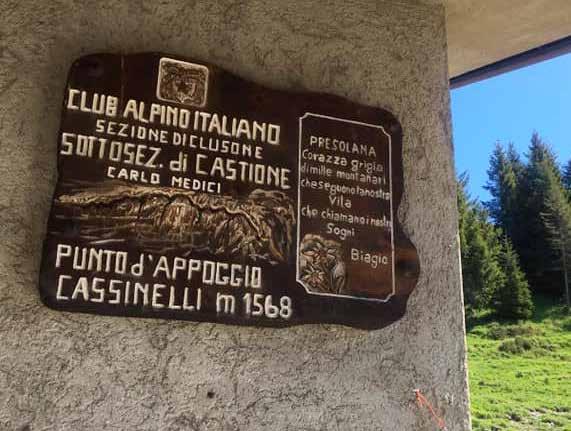 CLUB ALPINO ITALIANO
SEZIONE DI CLUSONE
SOTTOSEZ. di CASTIONE
CARLO MEDICI
PUNTO d'APPOGGIO
CASSINELLI m 1568
PRESOLANA
Corazza grigia
di mille montanari
che seguono la nostra
Vita
che chiamano i nostri
Sogni
Biagio